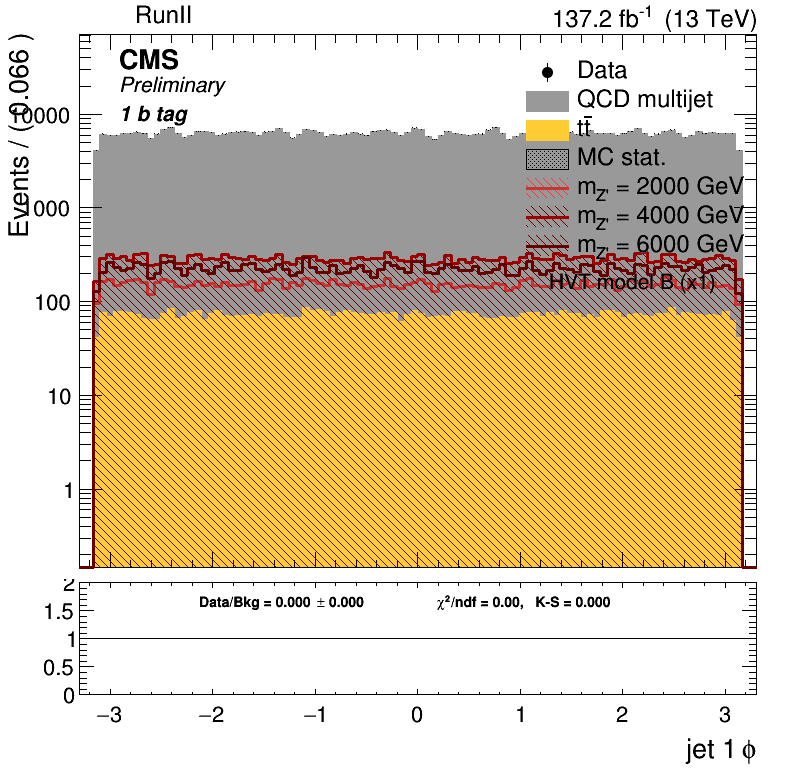 RunII
137.2 fb⁻¹ (13 TeV)
CMS
Preliminary
1 b tag
Data
QCD multijet
tt̅
MC stat.
m_Z' = 2000 GeV
m_Z' = 4000 GeV
m_Z' = 6000 GeV
HVT model B (x1)
Events / ( 0.066 )
10000
1000
100
10
1
2
1.5
1
0.5
0
Data/Bkg = 0.000 ± 0.000
χ²/ndf = 0.00, K-S = 0.000
−3 −2 −1 0 1 2 3
jet 1 ϕ